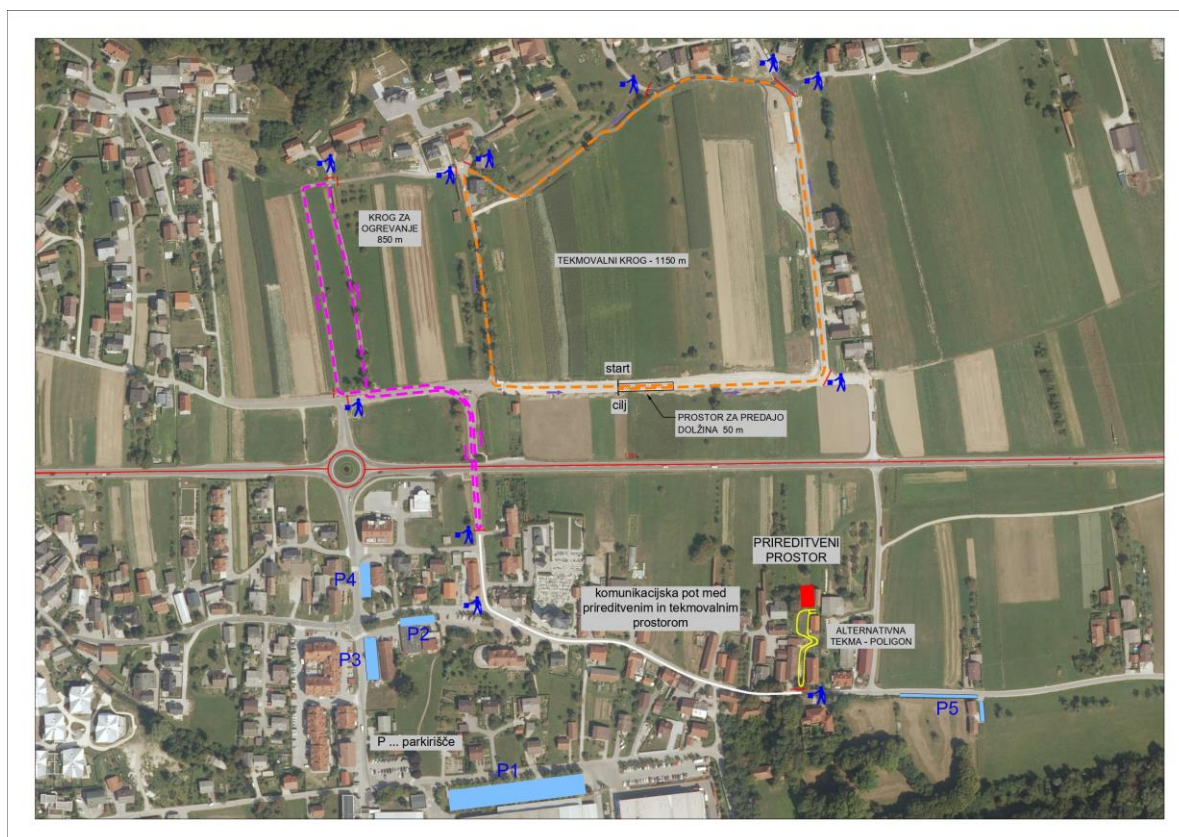 KROG ZA
OGREVANJE
850 m
TEKMOVALNI KROG - 1150 m
start
cilj
PROSTOR ZA PREDAJO
DOLŽINA 50 m
PRIREDITVENI
PROSTOR
P4
komunikacijska pot med
prireditvenim in tekmovalnim
prostorom
P2
ALTERNATIVNA
TEKMA - POLIGON
P3
P5
P ... parkirišče
P1